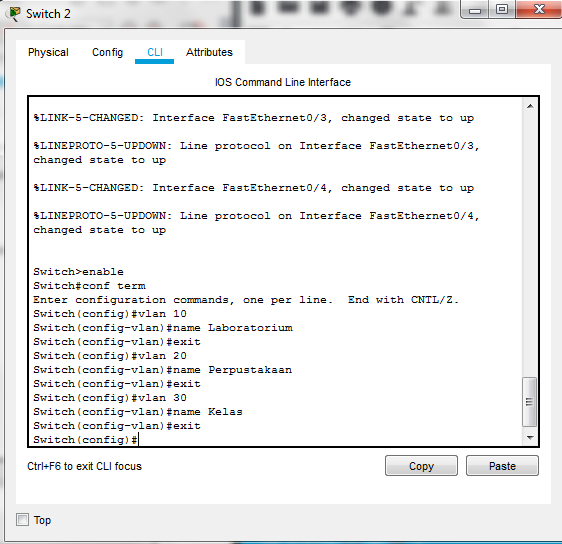 Switch 2
Physical Config CLI Attributes
IOS Command Line Interface
%LINK-5-CHANGED: Interface FastEthernet0/3, changed state to up
%LINEPROTO-5-UPDOWN: Line protocol on Interface FastEthernet0/3,
changed state to up
%LINK-5-CHANGED: Interface FastEthernet0/4, changed state to up
%LINEPROTO-5-UPDOWN: Line protocol on Interface FastEthernet0/4,
changed state to up
Switch>enable
Switch#conf term
Enter configuration commands, one per line.  End with CNTL/Z.
Switch(config)#vlan 10
Switch(config-vlan)#name Laboratorium
Switch(config-vlan)#exit
Switch(config)#vlan 20
Switch(config-vlan)#name Perpustakaan
Switch(config-vlan)#exit
Switch(config)#vlan 30
Switch(config-vlan)#name Kelas
Switch(config-vlan)#exit
Switch(config)#
Ctrl+F6 to exit CLI focus
Copy Paste
Top